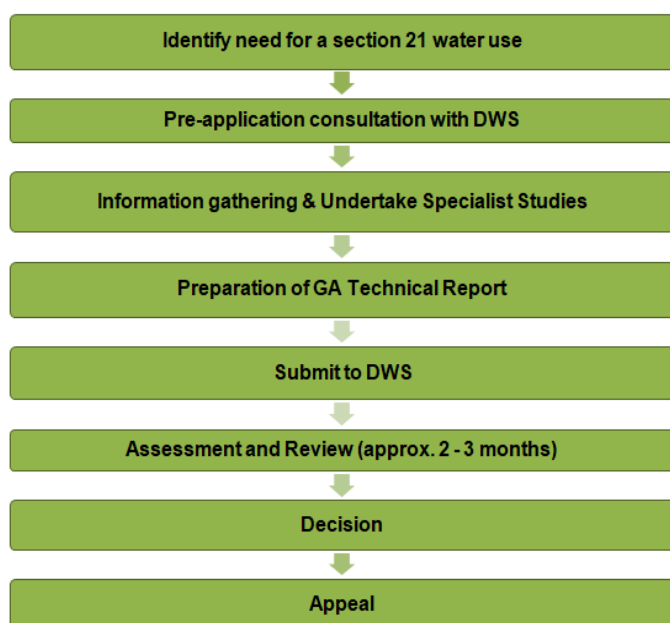 Identify need for a section 21 water use
Pre-application consultation with DWS
Information gathering & Undertake Specialist Studies
Preparation of GA Technical Report
Submit to DWS
Assessment and Review (approx. 2 - 3 months)
Decision
Appeal